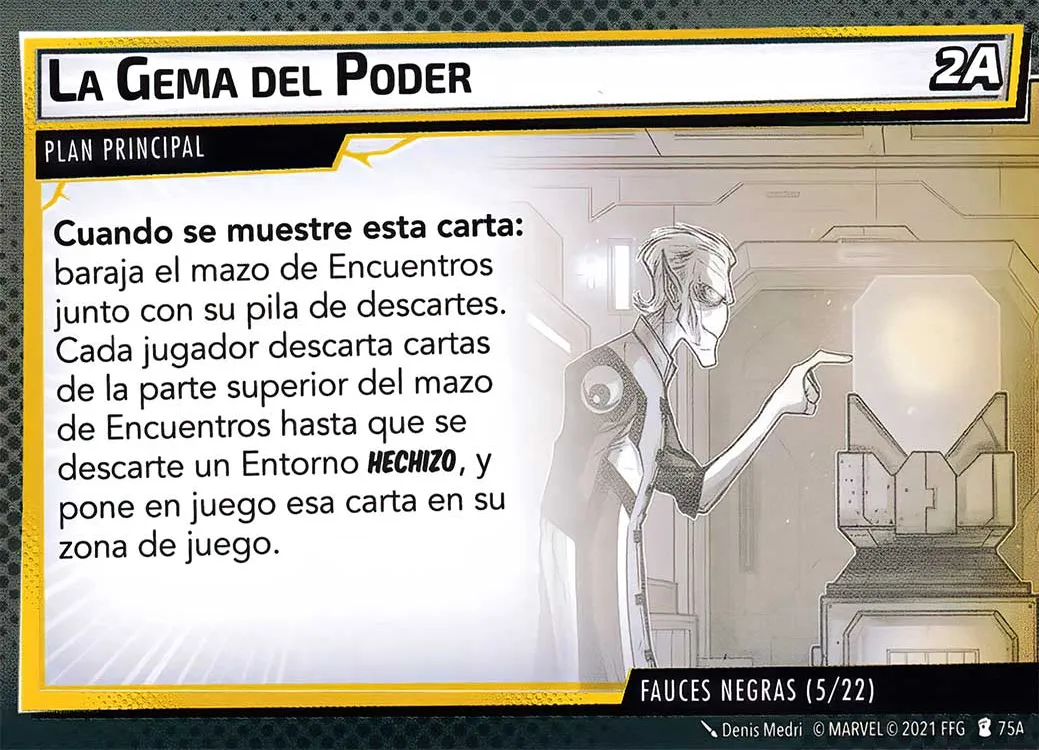 La Gema del Poder
2A
PLAN PRINCIPAL
Cuando se muestre esta carta:
baraja el mazo de Encuentros
junto con su pila de descartes.
Cada jugador descarta cartas
de la parte superior del mazo
de Encuentros hasta que se
descarte un Entorno HECHIZO, y
pone en juego esa carta en su
zona de juego.
FAUCES NEGRAS (5/22)
Denis Medri © MARVEL © 2021 FFG 75A